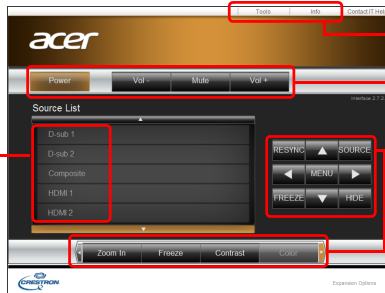 Tools Info Contact IT Hel
acer
Power Vol - Mute Vol +
Interface 2.7.2
Source List
D-sub 1
D-sub 2
Composite
HDMI 1
HDMI 2
RESYNC SOURCE
MENU
FREEZE HIDE
Zoom In Freeze Contrast Color
CRESTRON
Expansion Options